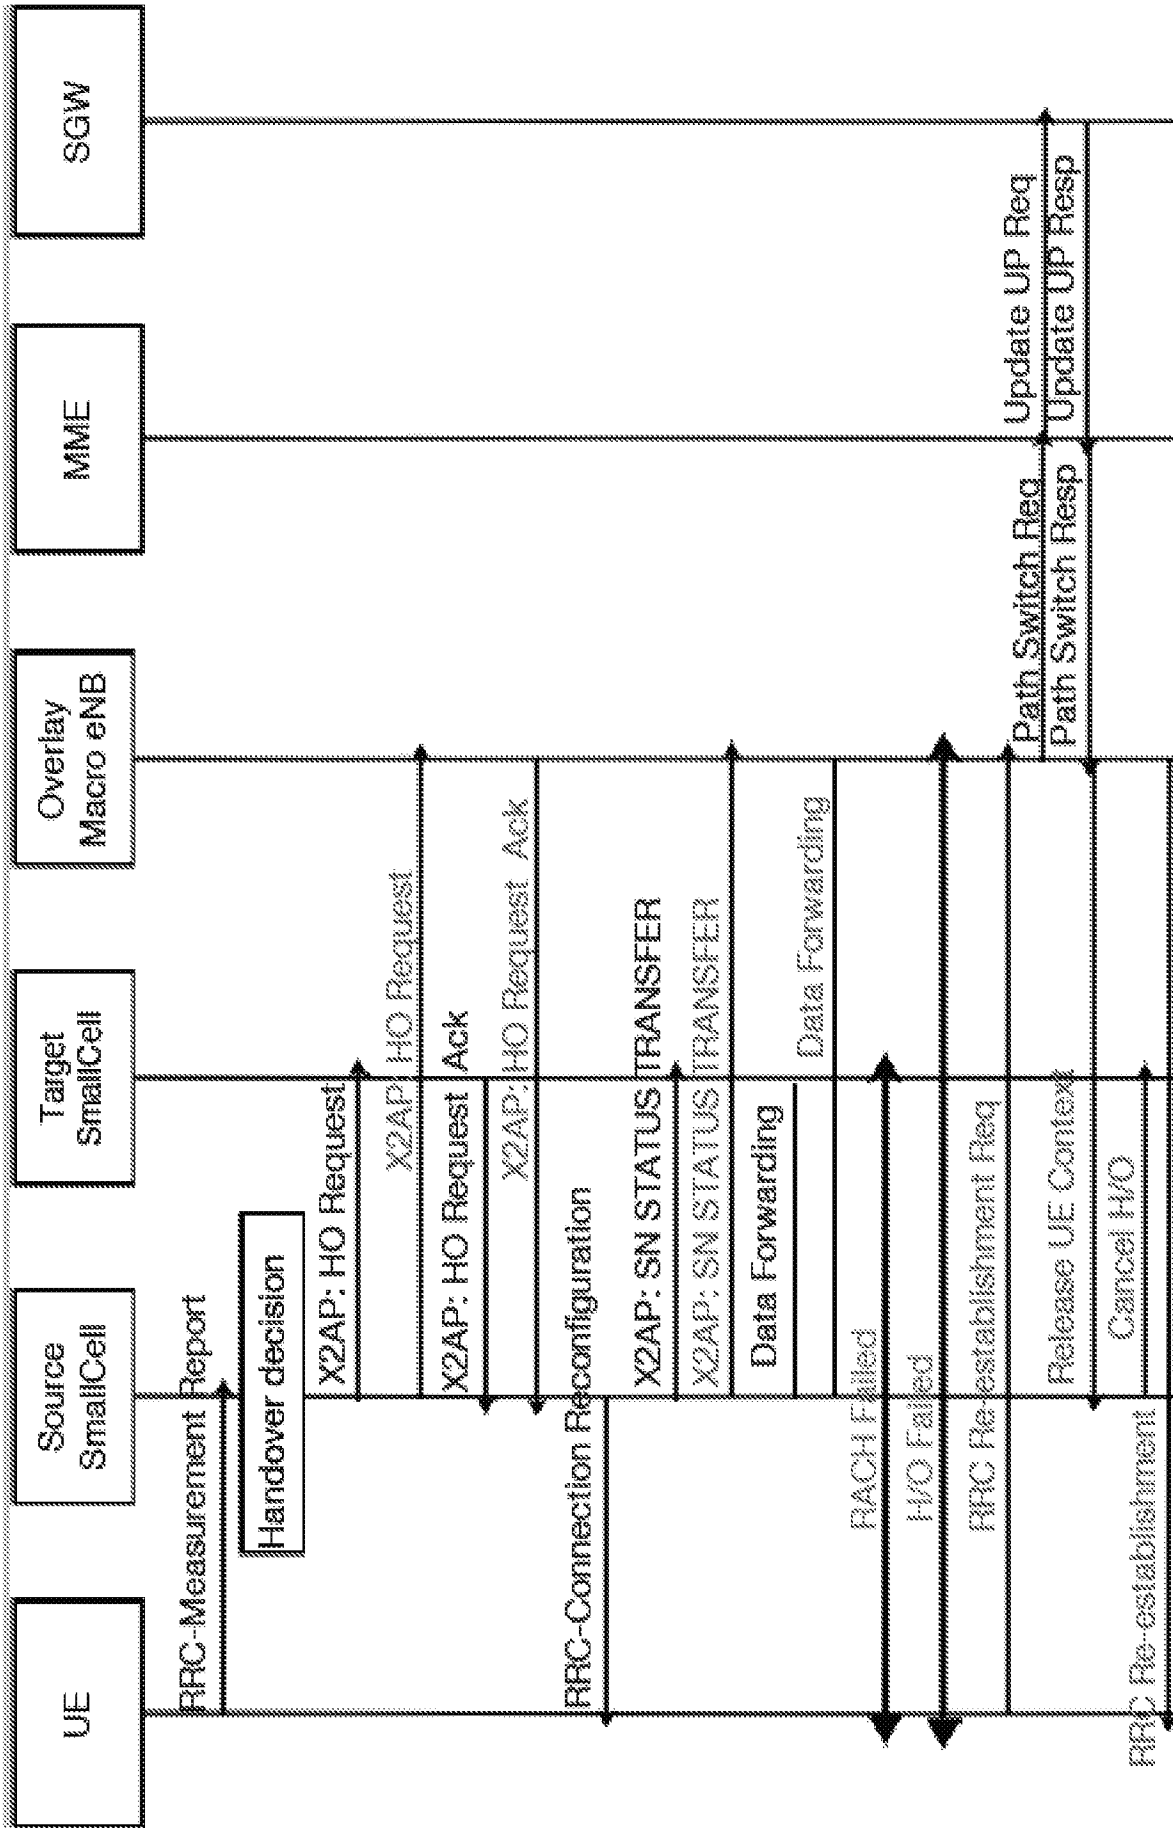 UE
Source
SmallCell
Target
SmallCell
Overlay
Macro eNB
MME
SGW
RRC-Measurement Report
Handover decision
X2AP: HO Request
X2AP: HO Request
X2AP: HO Request Ack
X2AP: HO Request Ack
RRC-Connection Reconfiguration
X2AP: SN STATUS TRANSFER
X2AP: SN STATUS TRANSFER
Data Forwarding
Data Forwarding
RACH Failed
H/O Failed
RRC Re-establishment Req
Path Switch Req
Update UP Req
Path Switch Resp
Update UP Resp
Release UE Context
Cancel H/O
RRC Re-establishment